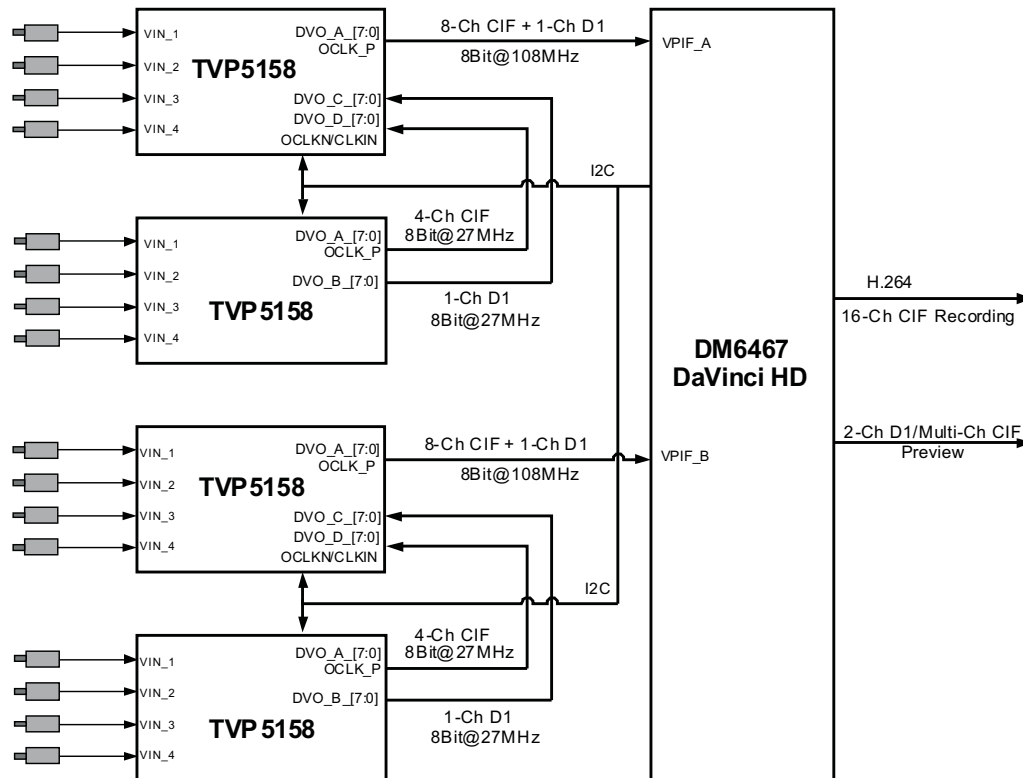 VIN_1
VIN_2
VIN_3
VIN_4
TVP5158
DVO_A_[7:0]
OCLK_P
DVO_C_[7:0]
DVO_D_[7:0]
OCLKN/CLKIN
8-Ch CIF + 1-Ch D1
8Bit@108MHz
VPIF_A
I2C
VIN_1
VIN_2
VIN_3
VIN_4
TVP5158
DVO_A_[7:0]
OCLK_P
DVO_B_[7:0]
4-Ch CIF
8Bit@27MHz
1-Ch D1
8Bit@27MHz
DM6467
DaVinci HD
H.264
16-Ch CIF Recording
2-Ch D1/Multi-Ch CIF
Preview
VIN_1
VIN_2
VIN_3
VIN_4
TVP5158
DVO_A_[7:0]
OCLK_P
DVO_C_[7:0]
DVO_D_[7:0]
OCLKN/CLKIN
8-Ch CIF + 1-Ch D1
8Bit@108MHz
VPIF_B
I2C
VIN_1
VIN_2
VIN_3
VIN_4
TVP5158
DVO_A_[7:0]
OCLK_P
DVO_B_[7:0]
4-Ch CIF
8Bit@27MHz
1-Ch D1
8Bit@27MHz